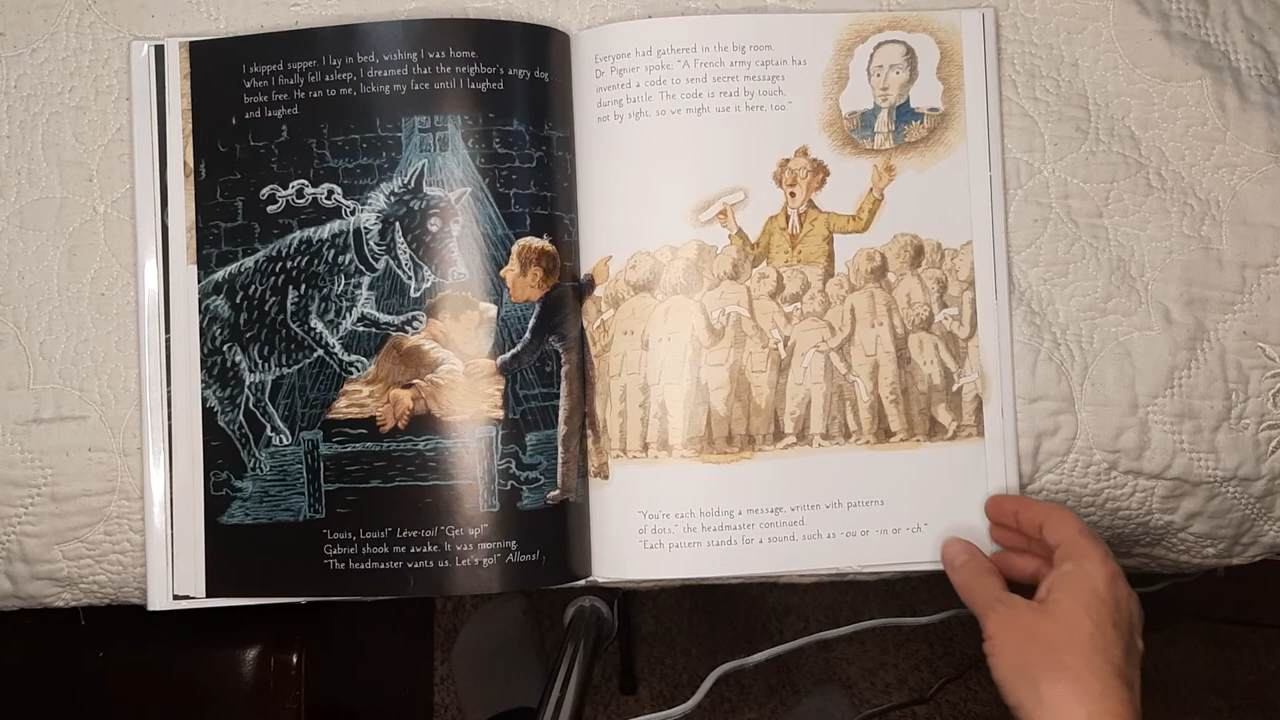 I skipped supper. I lay in bed, wishing I was home.
When I finally fell asleep, I dreamed that the neighbor's angry dog
broke free. He ran to me, licking my face until I laughed
and laughed.
"Louis, Louis!" Lève-toi! "Get up!"
Gabriel shook me awake. It was morning.
"The headmaster wants us. Let's go!" Allons!
Everyone had gathered in the big room.
Dr. Pignier spoke: "A French army captain has
invented a code to send secret messages
during battle. The code is read by touch,
not by sight, so we might use it here, too."
"You're each holding a message, written with patterns
of dots," the headmaster continued.
"Each pattern stands for a sound, such as -ou or -in or -ch."